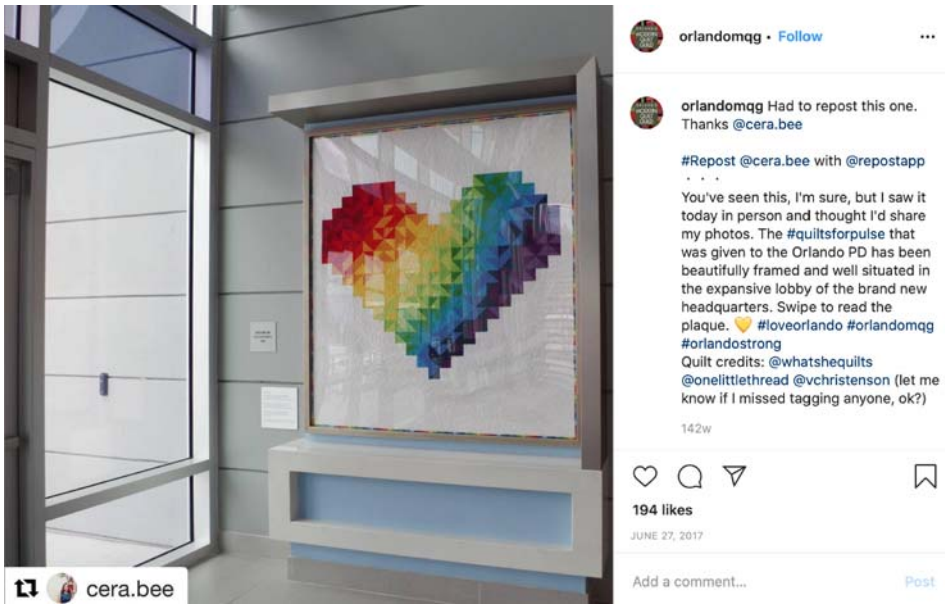 orlandomqg • Follow
orlandomqg Had to repost this one.
Thanks @cera.bee
#Repost @cera.bee with @repostapp
. . .
You've seen this, I'm sure, but I saw it
today in person and thought I'd share
my photos. The #quiltsforpulse that
was given to the Orlando PD has been
beautifully framed and well situated in
the expansive lobby of the brand new
headquarters. Swipe to read the
plaque. 💛 #loveorlando #orlandomqg
#orlandostrong
Quilt credits: @whatshequilts
@onelittlethread @vchristenson (let me
know if I missed tagging anyone, ok?)
142w
194 likes
JUNE 27, 2017
Add a comment...
Post
cera.bee